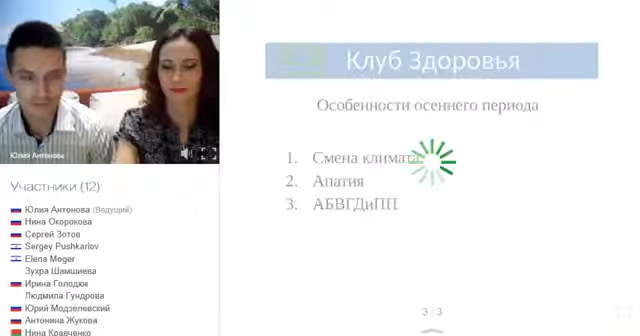 Юлия Антонова
Участники (12):
Юлия Антонова (Ведущий)
Нина Окорокова
Сергей Зотов
Sergey Pushkarlov
Elena Moger
Зухра Шамшиева
Ирина Голодюк
Людмила Гундрова
Юрий Модзелевский
Антонина Жукова
Нина Кравченко
Клуб Здоровья
Особенности осеннего периода
1. Смена климата
2. Апатия
3. АБВГДиПП
3 / 3